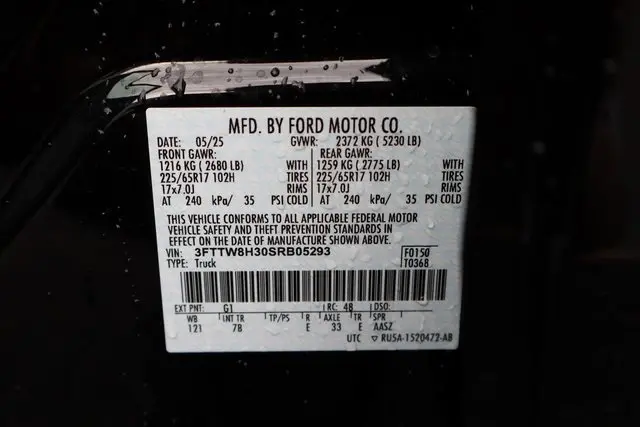 MFD. BY FORD MOTOR CO.
DATE: 05/25 GVWR: 2372 KG ( 5230 LB)
FRONT GAWR: REAR GAWR:
1216 KG ( 2680 LB) WITH 1259 KG ( 2775 LB) WITH
225/65R17 102H TIRES 225/65R17 102H TIRES
17x7.0J RIMS 17x7.0J RIMS
AT 240 kPa/ 35 PSI COLD AT 240 kPa/ 35 PSI COLD
THIS VEHICLE CONFORMS TO ALL APPLICABLE FEDERAL MOTOR
VEHICLE SAFETY AND THEFT PREVENTION STANDARDS IN
EFFECT ON THE DATE OF MANUFACTURE SHOWN ABOVE.
VIN: 3FTTW8H30SRB05293 F0150
TYPE: Truck T0368
EXT PNT: G1 RC: 48 DSO:
WB INT TR TP/PS R AXLE TR SPR
121 7B E 33 E AASZ
UTC ▽ RU5A-1520472-AB